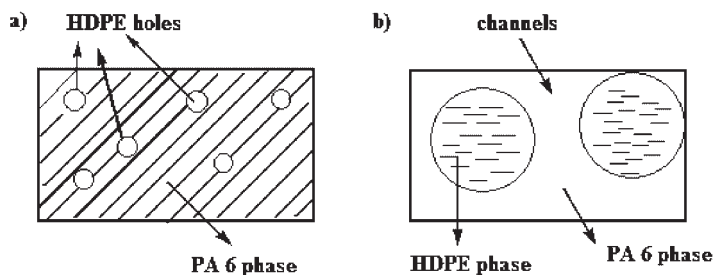 a)
HDPE holes
PA 6 phase
b)
channels
HDPE phase
PA 6 phase